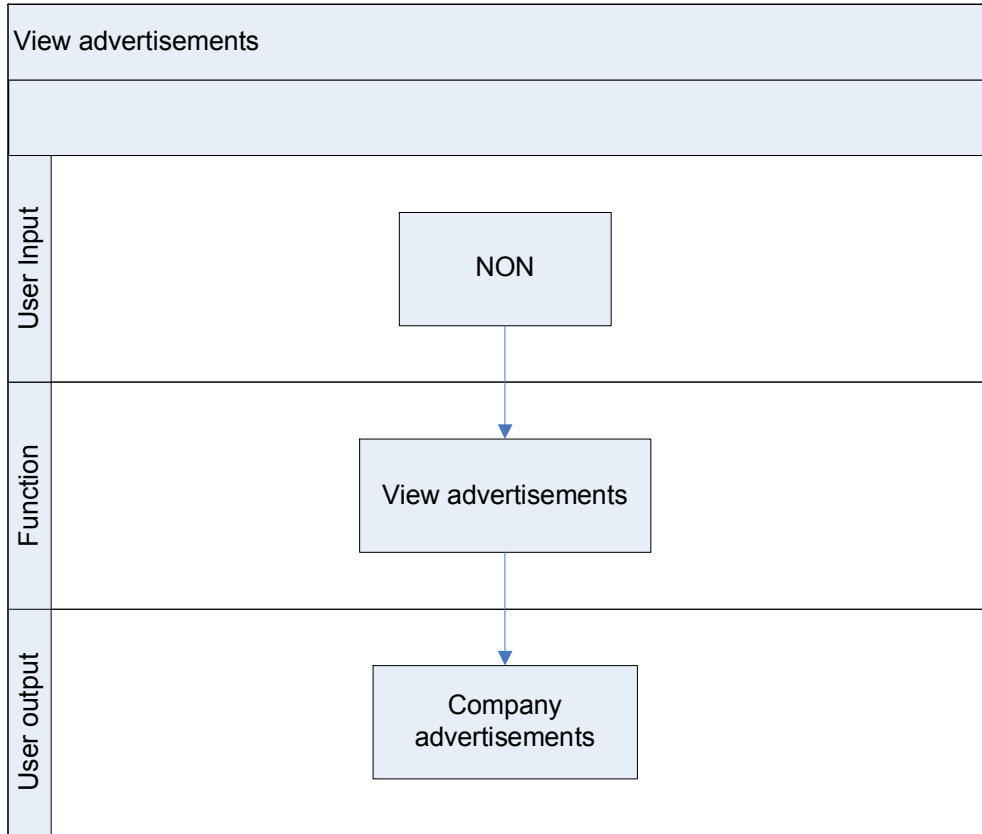 View advertisements
User Input
NON
Function
View advertisements
User output
Company
advertisements